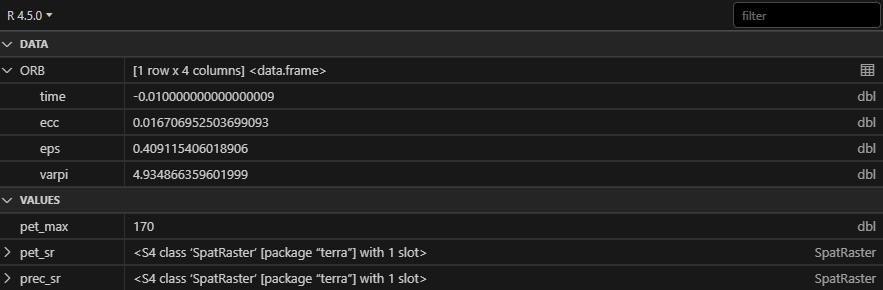 R 4.5.0 filter
DATA
ORB [1 row x 4 columns] <data.frame>
time -0.010000000000000009 dbl
ecc 0.016706952503699093 dbl
eps 0.409115406018906 dbl
varpi 4.934866359601999 dbl
VALUES
pet_max 170 dbl
pet_sr <S4 class ‘SpatRaster’ [package “terra”] with 1 slot> SpatRaster
prec_sr <S4 class ‘SpatRaster’ [package “terra”] with 1 slot> SpatRaster